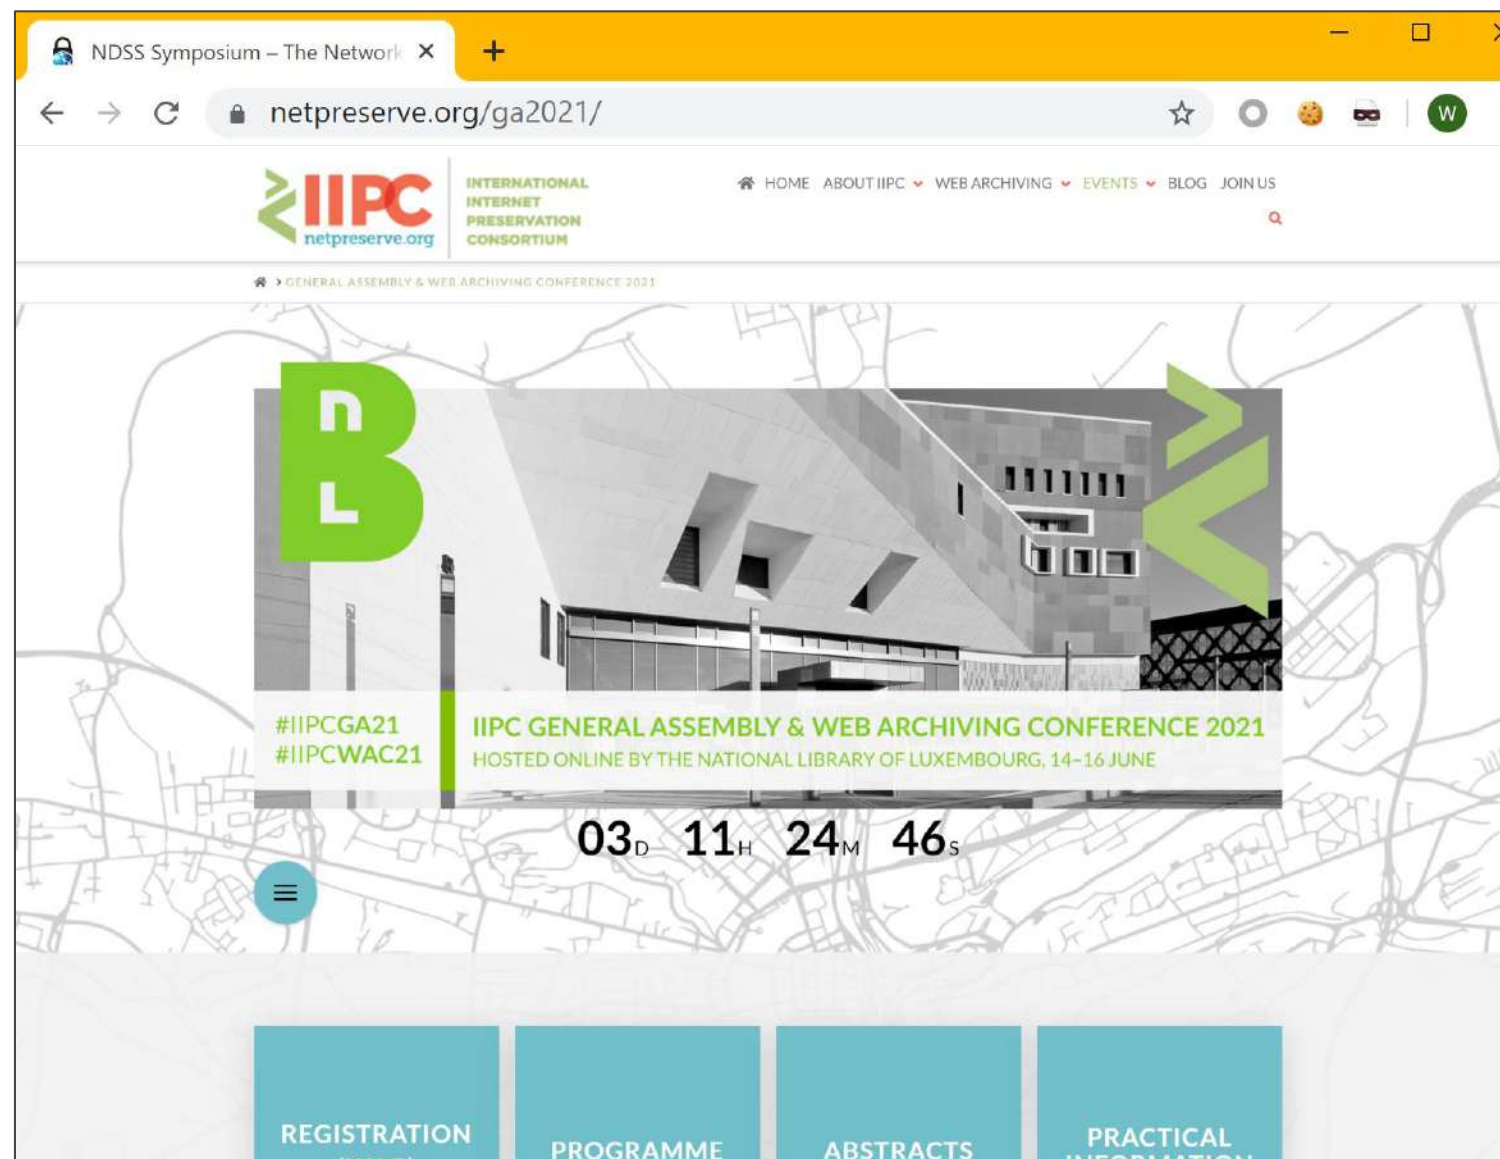 NDSS Symposium – The Network
netpreserve.org/ga2021/
W
IIPC
netpreserve.org
INTERNATIONAL
INTERNET
PRESERVATION
CONSORTIUM
HOME ABOUT IIPC WEB ARCHIVING EVENTS BLOG JOIN US
> GENERAL ASSEMBLY & WEB ARCHIVING CONFERENCE 2021
BnL
#IIPCGA21
#IIPCWAC21
IIPC GENERAL ASSEMBLY & WEB ARCHIVING CONFERENCE 2021
HOSTED ONLINE BY THE NATIONAL LIBRARY OF LUXEMBOURG, 14–16 JUNE
03D 11H 24M 46S
REGISTRATION
PROGRAMME
ABSTRACTS
PRACTICAL
INFORMATION